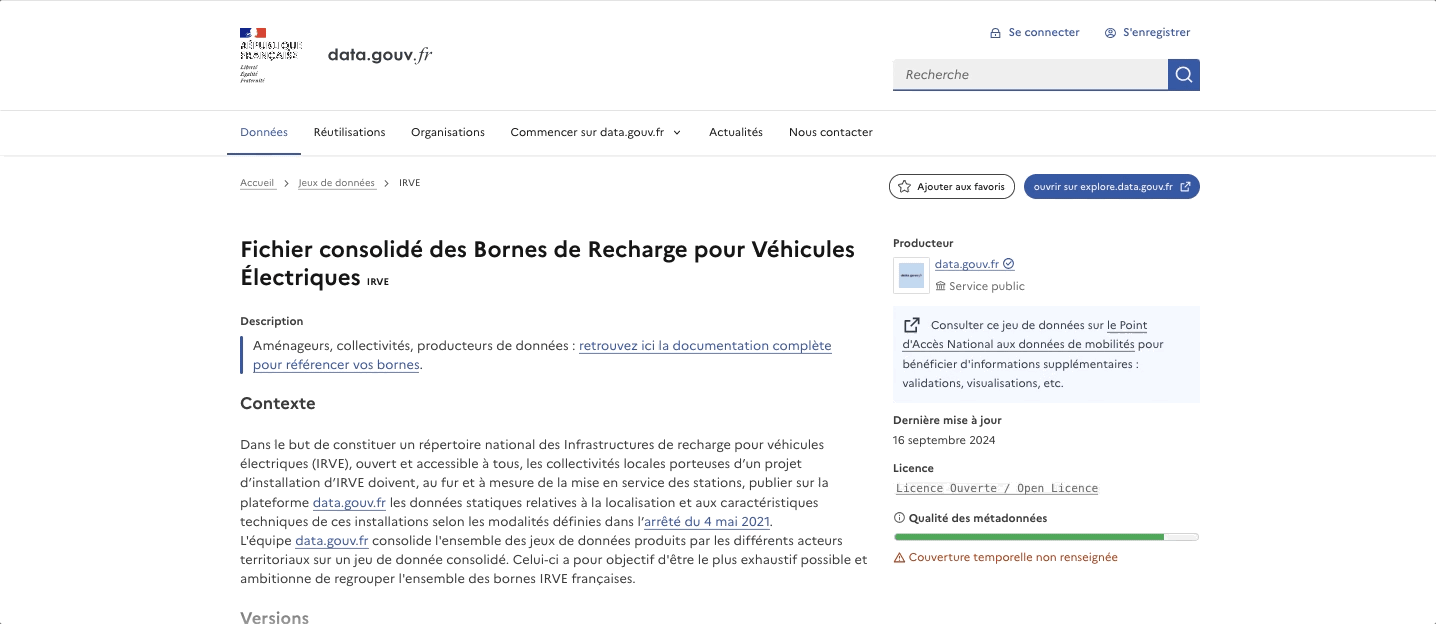 RÉPUBLIQUE
FRANÇAISE
Liberté
Égalité
Fraternité
data.gouv.fr
Se connecter
S'enregistrer
Recherche
Données
Réutilisations
Organisations
Commencer sur data.gouv.fr
Actualités
Nous contacter
Accueil > Jeux de données > IRVE
Ajouter aux favoris
ouvrir sur explore.data.gouv.fr
Fichier consolidé des Bornes de Recharge pour Véhicules
Électriques IRVE
Description
Aménageurs, collectivités, producteurs de données : retrouvez ici la documentation complète
pour référencer vos bornes.
Contexte
Dans le but de constituer un répertoire national des Infrastructures de recharge pour véhicules
électriques (IRVE), ouvert et accessible à tous, les collectivités locales porteuses d’un projet
d’installation d’IRVE doivent, au fur et à mesure de la mise en service des stations, publier sur la
plateforme data.gouv.fr les données statiques relatives à la localisation et aux caractéristiques
techniques de ces installations selon les modalités définies dans l’arrêté du 4 mai 2021.
L'équipe data.gouv.fr consolide l'ensemble des jeux de données produits par les différents acteurs
territoriaux sur un jeu de donnée consolidé. Celui-ci a pour objectif d'être le plus exhaustif possible et
ambitionne de regrouper l'ensemble des bornes IRVE françaises.
Versions
Producteur
data.gouv.fr
Service public
Consulter ce jeu de données sur le Point
d'Accès National aux données de mobilités pour
bénéficier d'informations supplémentaires :
validations, visualisations, etc.
Dernière mise à jour
16 septembre 2024
Licence
Licence Ouverte / Open Licence
Qualité des métadonnées
Couverture temporelle non renseignée